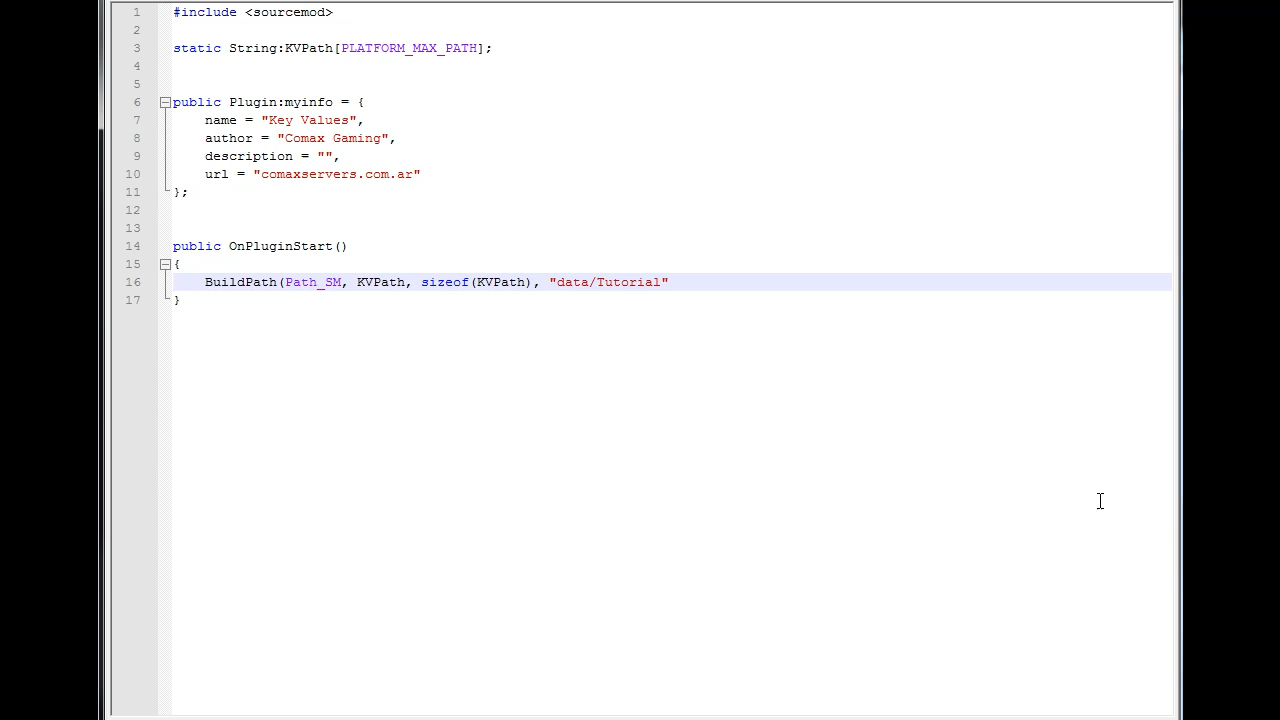 1 #include <sourcemod>
2
3 static String:KVPath[PLATFORM_MAX_PATH];
4
5
6 public Plugin:myinfo = {
7 name = "Key Values",
8 author = "Comax Gaming",
9 description = "",
10 url = "comaxservers.com.ar"
11 };
12
13
14 public OnPluginStart()
15 {
16 BuildPath(Path_SM, KVPath, sizeof(KVPath), "data/Tutorial"
17 }